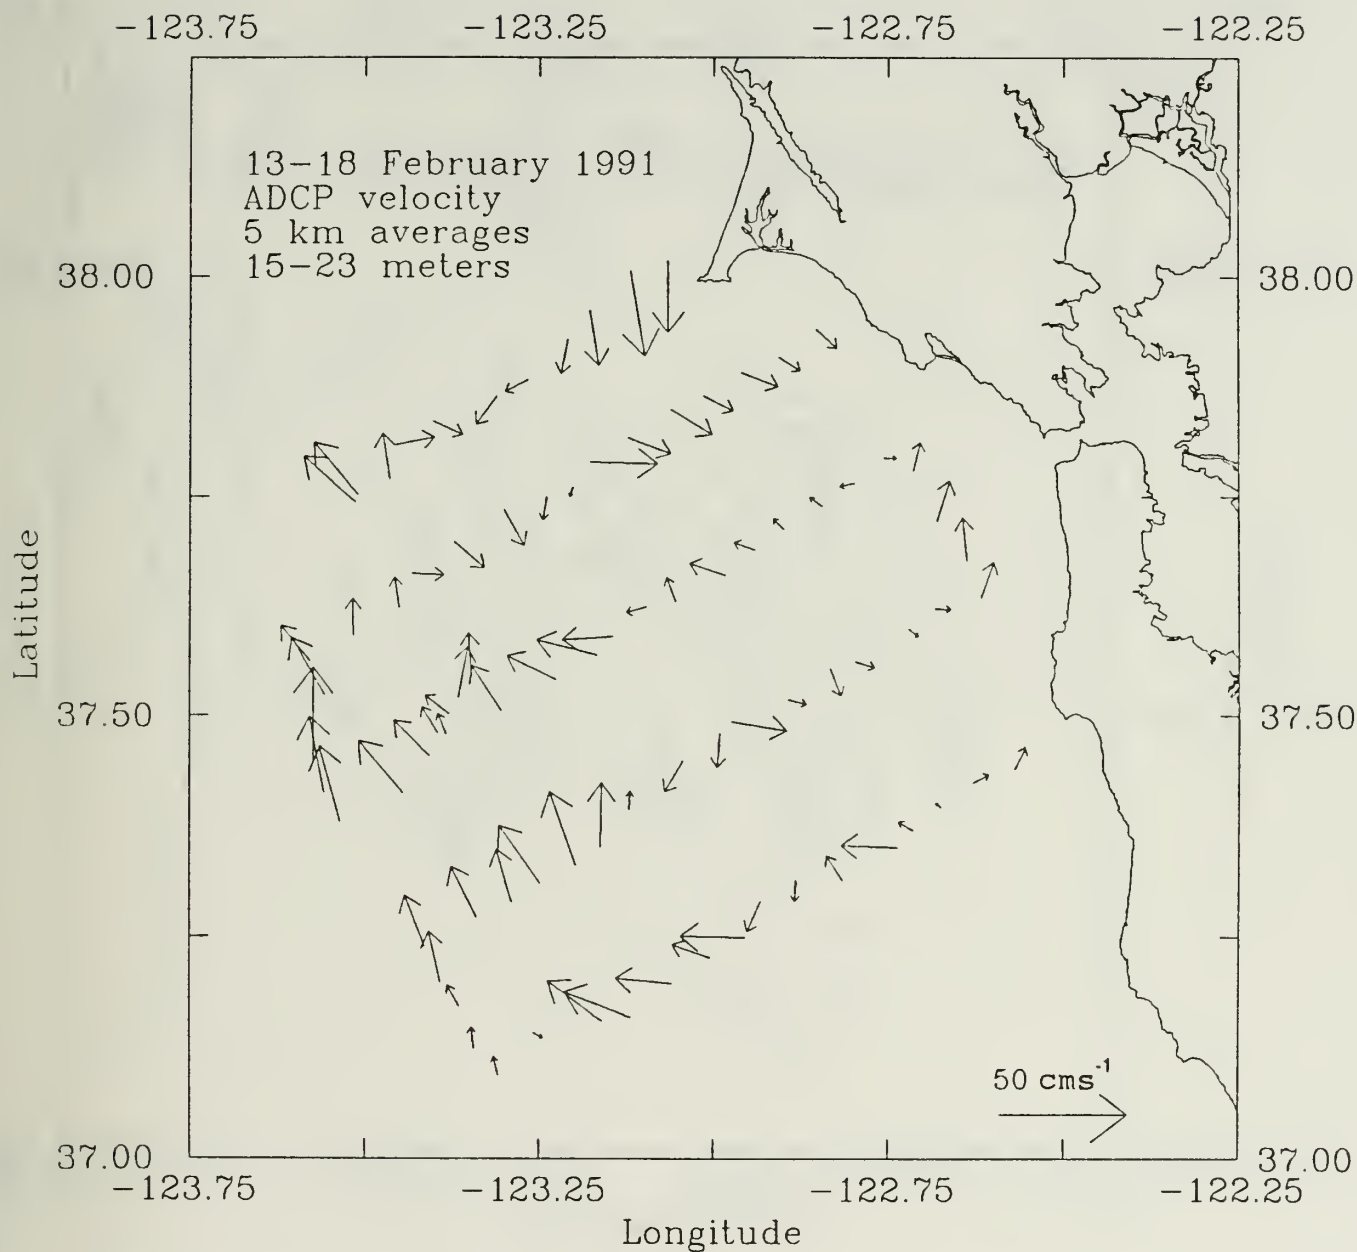 -123.75 -123.25 -122.75 -122.25
13-18 February 1991
ADCP velocity
5 km averages
15-23 meters
38.00 38.00
Latitude
37.50 37.50
50 cms⁻¹
37.00 37.00
-123.75 -123.25 -122.75 -122.25
Longitude